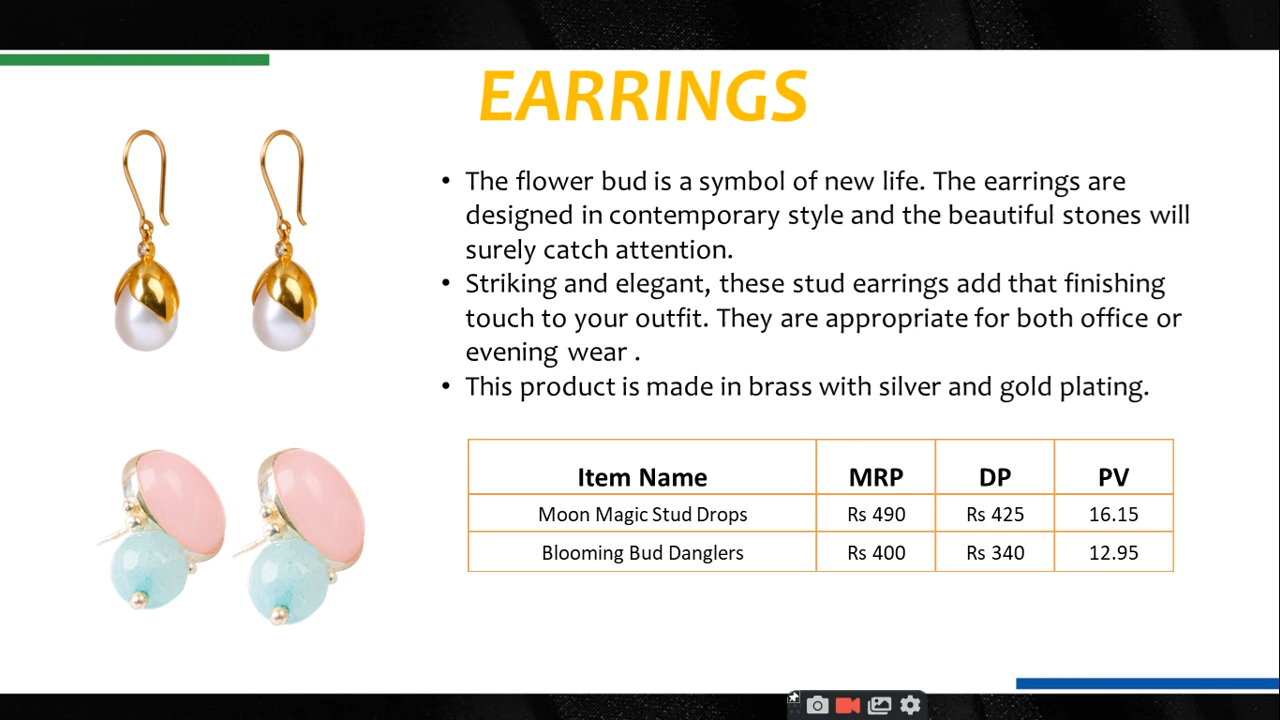 EARRINGS
• The flower bud is a symbol of new life. The earrings are
designed in contemporary style and the beautiful stones will
surely catch attention.
• Striking and elegant, these stud earrings add that finishing
touch to your outfit. They are appropriate for both office or
evening wear .
• This product is made in brass with silver and gold plating.
Item Name MRP DP PV
Moon Magic Stud Drops Rs 490 Rs 425 16.15
Blooming Bud Danglers Rs 400 Rs 340 12.95